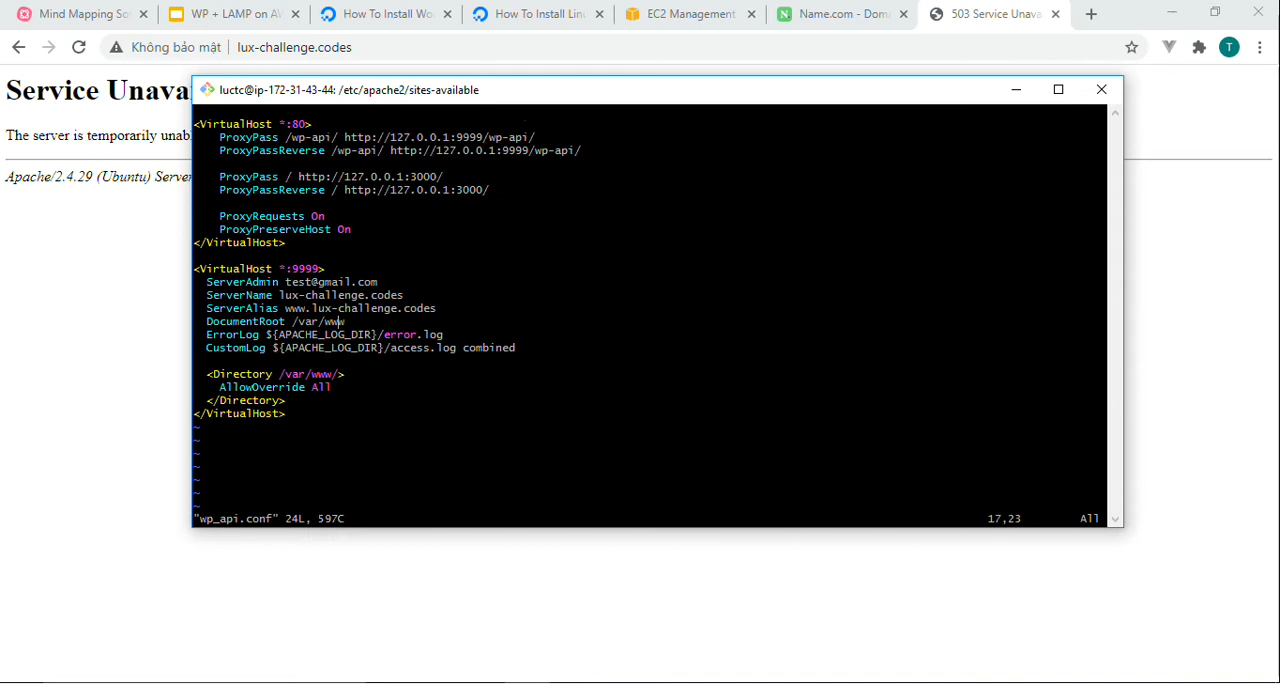 Mind Mapping So
WP + LAMP on AV
How To Install Wo
How To Install Lin
EC2 Management
Name.com - Dom
503 Service Unava
Không bảo mật
lux-challenge.codes
T
Service Unava
The server is temporarily unab
Apache/2.4.29 (Ubuntu) Server
luctc@ip-172-31-43-44: /etc/apache2/sites-available
<VirtualHost *:80>
ProxyPass /wp-api/ http://127.0.0.1:9999/wp-api/
ProxyPassReverse /wp-api/ http://127.0.0.1:9999/wp-api/
ProxyPass / http://127.0.0.1:3000/
ProxyPassReverse / http://127.0.0.1:3000/
ProxyRequests On
ProxyPreserveHost On
</VirtualHost>
<VirtualHost *:9999>
ServerAdmin test@gmail.com
ServerName lux-challenge.codes
ServerAlias www.lux-challenge.codes
DocumentRoot /var/www
ErrorLog ${APACHE_LOG_DIR}/error.log
CustomLog ${APACHE_LOG_DIR}/access.log combined
<Directory /var/www/>
AllowOverride All
</Directory>
</VirtualHost>
~
~
~
~
~
~
~
"wp_api.conf" 24L, 597C
17,23
All